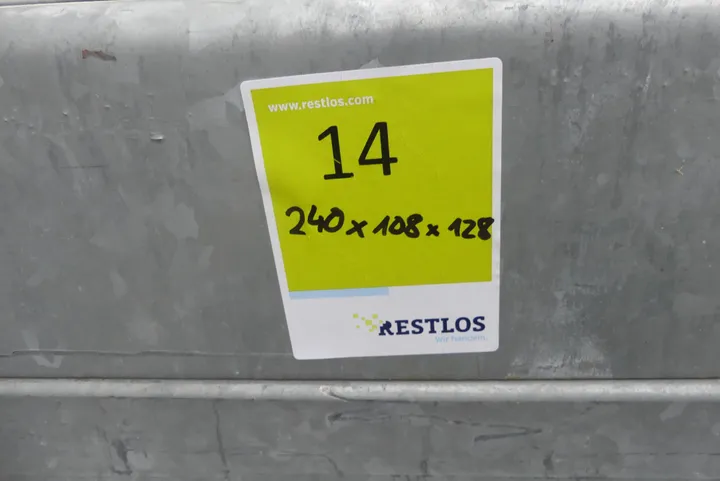 www.restlos.com
14
240 x 108 x 128
RESTLOS
Wir handeln.